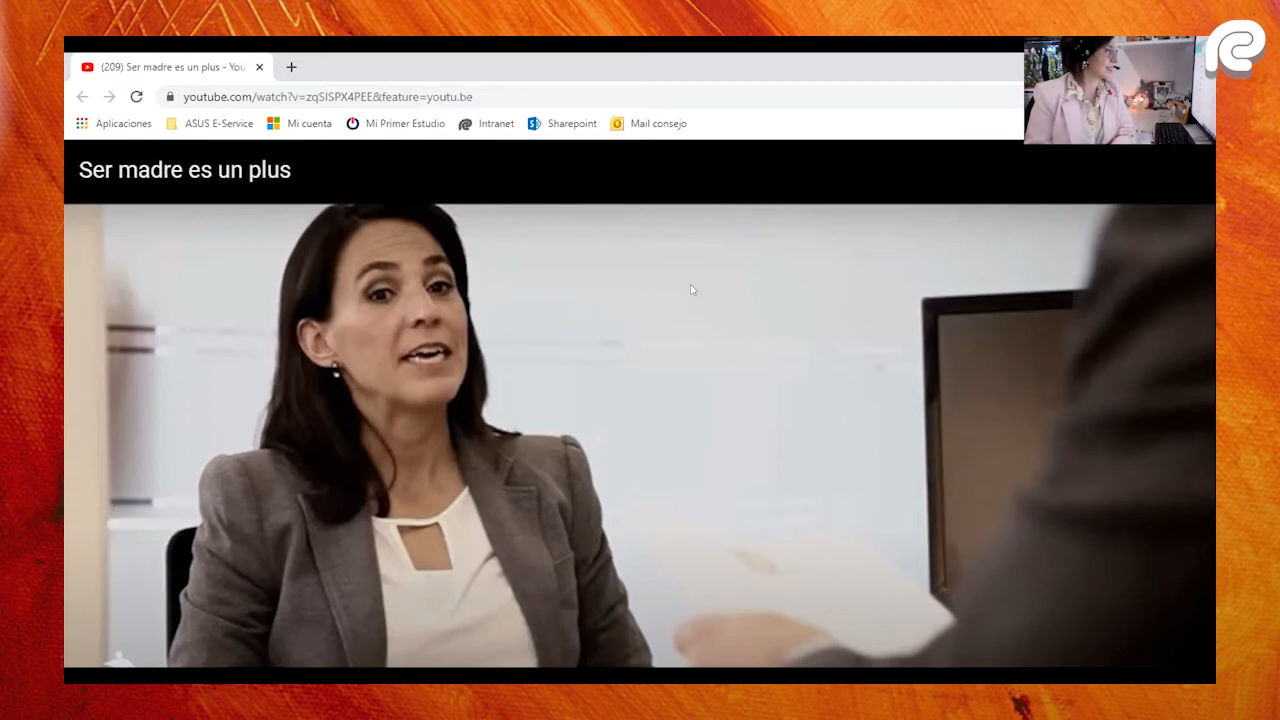 (209) Ser madre es un plus - You
youtube.com/watch?v=zqSISPX4PEE&feature=youtu.be
Aplicaciones ASUS E-Service Mi cuenta Mi Primer Estudio Intranet Sharepoint Mail consejo
Ser madre es un plus